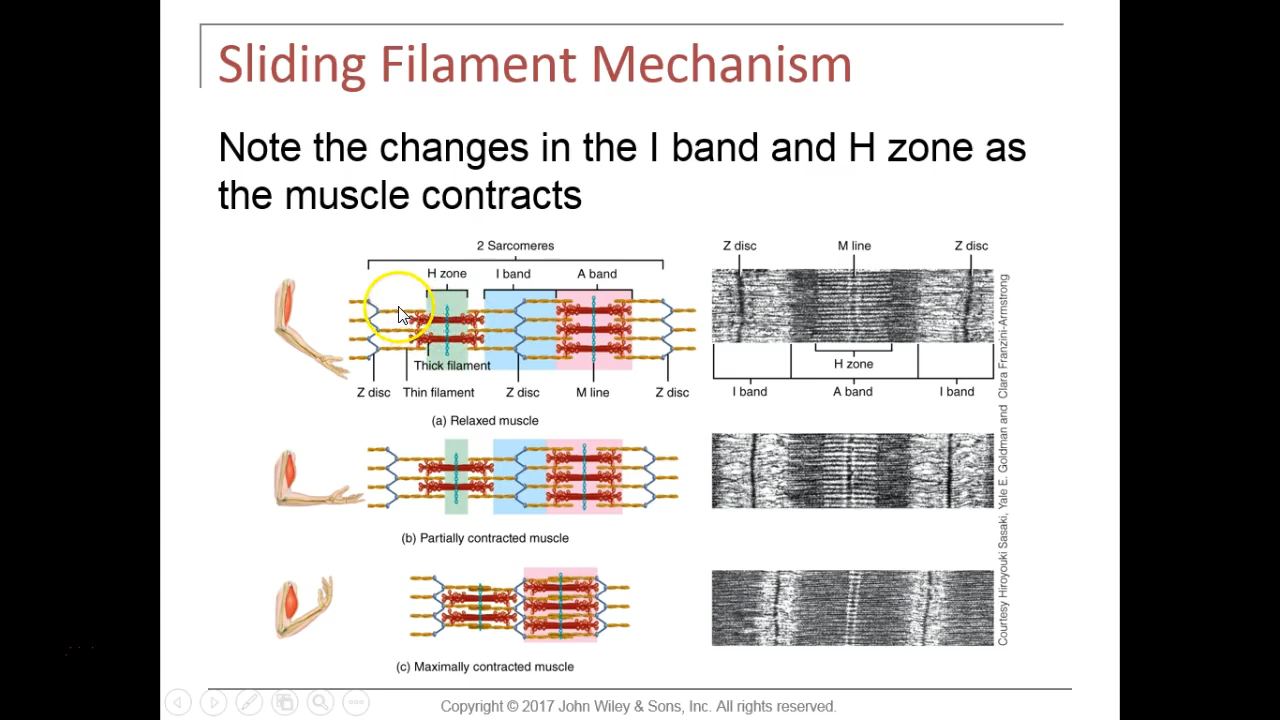 Sliding Filament Mechanism
Note the changes in the I band and H zone as
the muscle contracts
2 Sarcomeres
H zone I band A band
Thick filament
Z disc Thin filament Z disc M line Z disc
(a) Relaxed muscle
(b) Partially contracted muscle
(c) Maximally contracted muscle
Z disc M line Z disc
H zone
I band A band I band
Courtesy Hiroyouki Sasaki, Yale E. Goldman and Clara Franzini-Armstrong
Copyright © 2017 John Wiley & Sons, Inc. All rights reserved.